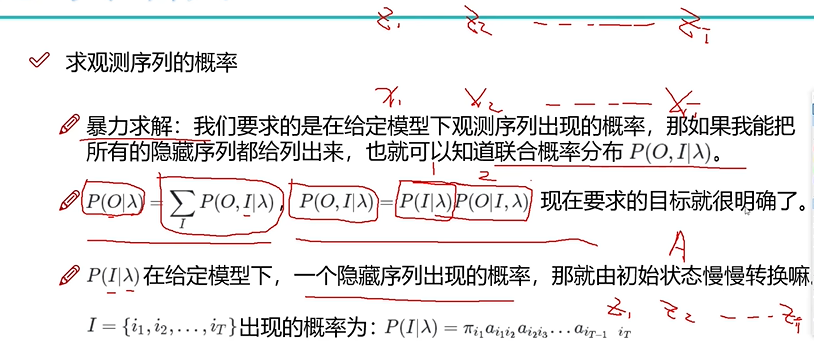 z₁ z₂ ------ z_T
求观测序列的概率
x₁ x₂ ------ x_T
暴力求解：我们要求的是在给定模型下观测序列出现的概率，那如果我能把
所有的隐藏序列都给列出来，也就可以知道联合概率分布 P(O, I|λ)。
1 2
P(O|λ) = ∑_I P(O, I|λ)， P(O, I|λ)=P(I|λ)P(O|I, λ) 现在要求的目标就很明确了。
A
P(I|λ) 在给定模型下，一个隐藏序列出现的概率，那就由初始状态慢慢转换嘛
z₁ z₂ --- z_T
I = {i₁, i₂, . . . , i_T} 出现的概率为：P(I|λ) = π_{i₁} a_{i₁i₂} a_{i₂i₃} . . . a_{i_{T−1} i_T}